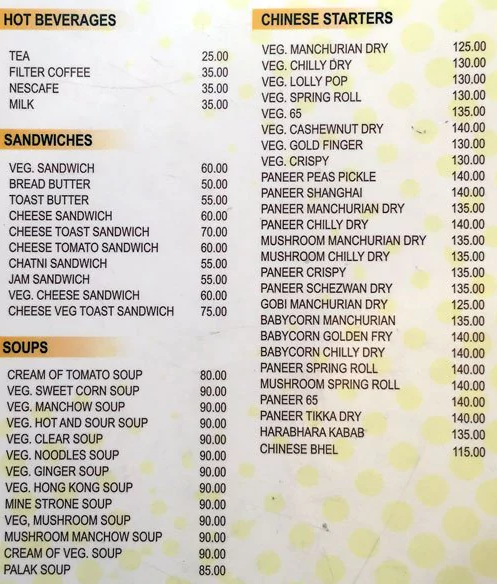 HOT BEVERAGES
TEA 25.00
FILTER COFFEE 35.00
NESCAFE 35.00
MILK 35.00
SANDWICHES
VEG. SANDWICH 60.00
BREAD BUTTER 50.00
TOAST BUTTER 55.00
CHEESE SANDWICH 60.00
CHEESE TOAST SANDWICH 70.00
CHEESE TOMATO SANDWICH 60.00
CHATNI SANDWICH 55.00
JAM SANDWICH 55.00
VEG. CHEESE SANDWICH 60.00
CHEESE VEG TOAST SANDWICH 75.00
SOUPS
CREAM OF TOMATO SOUP 80.00
VEG. SWEET CORN SOUP 90.00
VEG. MANCHOW SOUP 90.00
VEG. HOT AND SOUR SOUP 90.00
VEG. CLEAR SOUP 90.00
VEG. NOODLES SOUP 90.00
VEG. GINGER SOUP 90.00
VEG. HONG KONG SOUP 90.00
MINE STRONE SOUP 90.00
VEG, MUSHROOM SOUP 90.00
MUSHROOM MANCHOW SOUP 90.00
CREAM OF VEG. SOUP 90.00
PALAK SOUP 85.00
CHINESE STARTERS
VEG. MANCHURIAN DRY 125.00
VEG. CHILLY DRY 130.00
VEG. LOLLY POP 130.00
VEG. SPRING ROLL 130.00
VEG. 65 135.00
VEG. CASHEWNUT DRY 140.00
VEG. GOLD FINGER 130.00
VEG. CRISPY 130.00
PANEER PEAS PICKLE 140.00
PANEER SHANGHAI 140.00
PANEER MANCHURIAN DRY 135.00
PANEER CHILLY DRY 140.00
MUSHROOM MANCHURIAN DRY 135.00
MUSHROOM CHILLY DRY 135.00
PANEER CRISPY 135.00
PANEER SCHEZWAN DRY 135.00
GOBI MANCHURIAN DRY 125.00
BABYCORN MANCHURIAN 135.00
BABYCORN GOLDEN FRY 140.00
BABYCORN CHILLY DRY 140.00
PANEER SPRING ROLL 140.00
MUSHROOM SPRING ROLL 140.00
PANEER 65 140.00
PANEER TIKKA DRY 140.00
HARABHARA KABAB 135.00
CHINESE BHEL 115.00